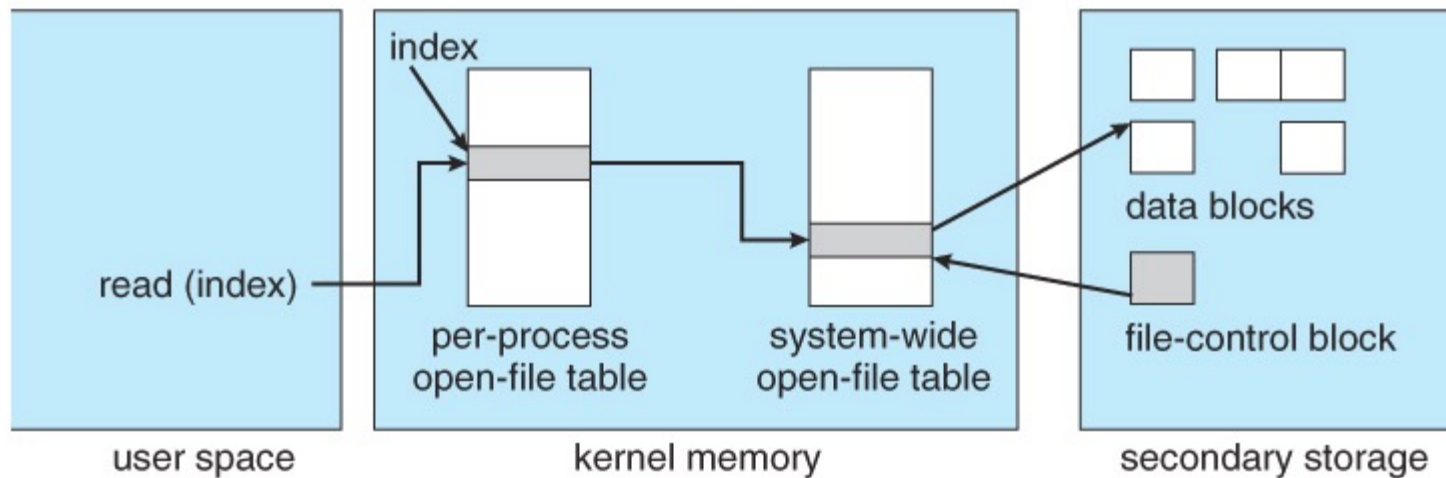 index
read (index)
per-process
open-file table
system-wide
open-file table
data blocks
file-control block
user space
kernel memory
secondary storage